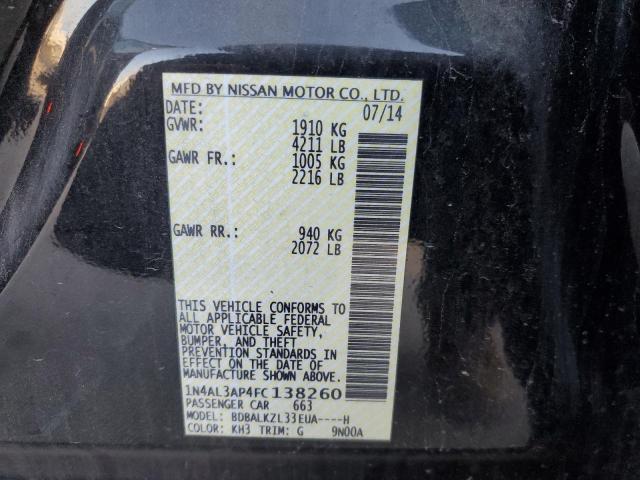 MFD BY NISSAN MOTOR CO., LTD.
DATE: 07/14
GVWR: 1910 KG
4211 LB
GAWR FR.: 1005 KG
2216 LB
GAWR RR.: 940 KG
2072 LB
THIS VEHICLE CONFORMS TO
ALL APPLICABLE FEDERAL
MOTOR VEHICLE SAFETY,
BUMPER, AND THEFT
PREVENTION STANDARDS IN
EFFECT ON THE DATE OF
MANUFACTURE SHOWN ABOVE.
1N4AL3AP4FC138260
PASSENGER CAR 663
MODEL: BDBALKZL33EUA----H
COLOR: KH3 TRIM: G 9N00A